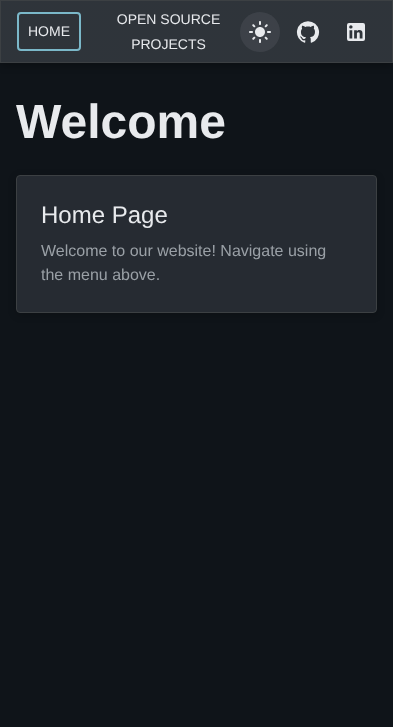 HOME
OPEN SOURCE
PROJECTS
Welcome
Home Page
Welcome to our website! Navigate using
the menu above.